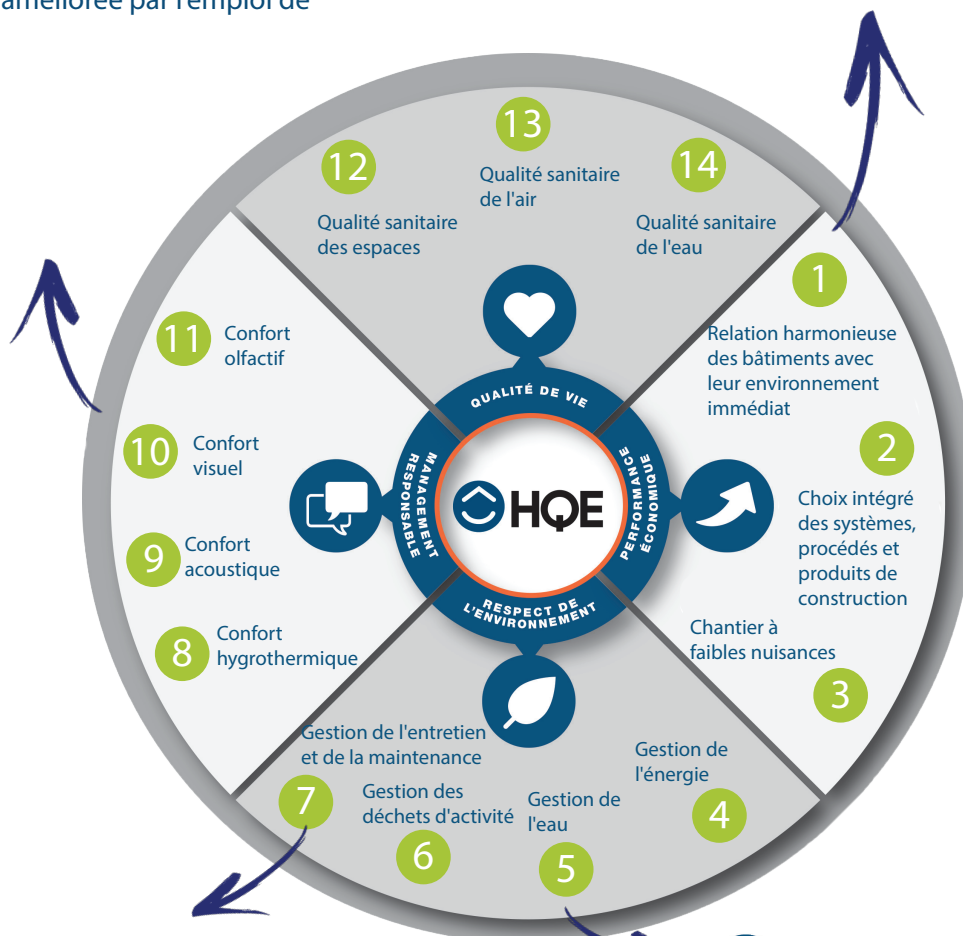 améliorée par l'emploi de
12
Qualité sanitaire
des espaces
13
Qualité sanitaire
de l'air
14
Qualité sanitaire
de l'eau
1
Relation harmonieuse
des bâtiments avec
leur environnement
immédiat
2
Choix intégré
des systèmes,
procédés et
produits de
construction
Chantier à
faibles nuisances
3
Gestion de
l'énergie
4
Gestion de
l'eau
5
Gestion des
déchets d'activité
6
Gestion de l'entretien
et de la maintenance
7
8
Confort
hygrothermique
9
Confort
acoustique
10
Confort
visuel
11
Confort
olfactif
QUALITÉ DE VIE
PERFORMANCE
ÉCONOMIQUE
RESPECT DE
L'ENVIRONNEMENT
MANAGEMENT
RESPONSABLE
HQE